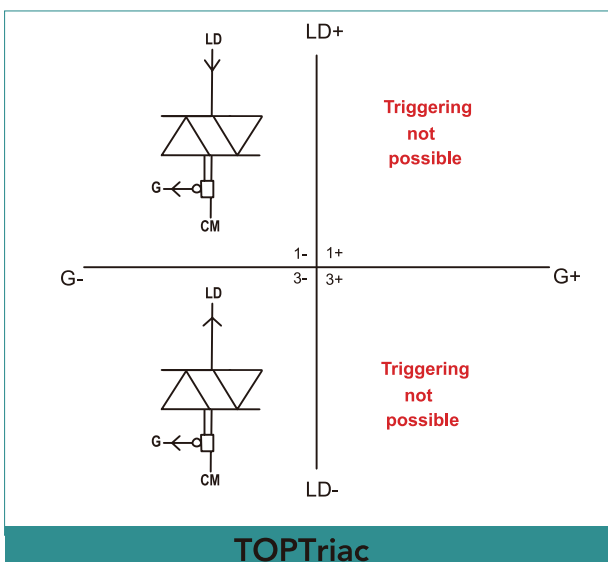 LD+
LD
Triggering
not
possible
G
CM
1- 1+
G- G+
3- 3+
LD
Triggering
not
possible
G
CM
LD-
TOPTriac